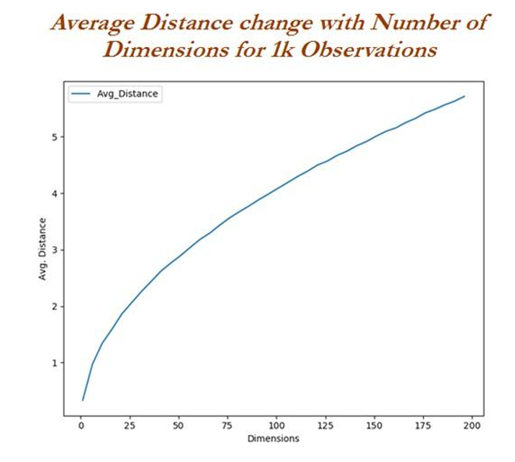 Average Distance change with Number of
Dimensions for 1k Observations
Avg_Distance
5
4
3
2
1
Avg. Distance
0 25 50 75 100 125 150 175 200
Dimensions